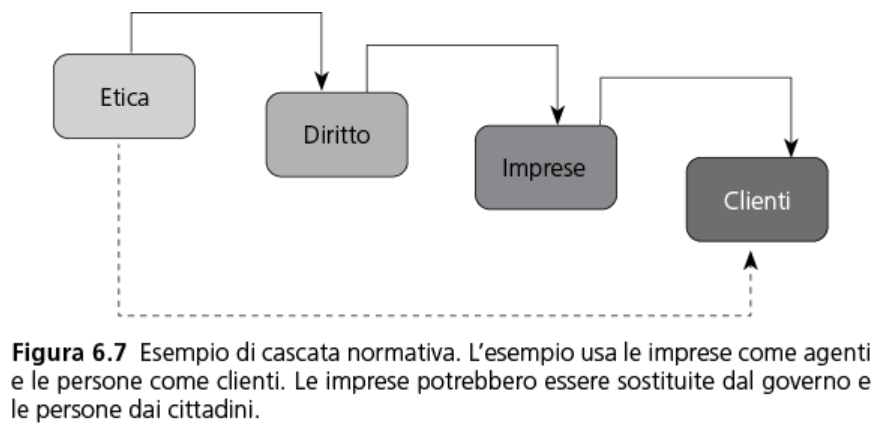 Etica
Diritto
Imprese
Clienti
Figura 6.7 Esempio di cascata normativa. L'esempio usa le imprese come agenti
e le persone come clienti. Le imprese potrebbero essere sostituite dal governo e
le persone dai cittadini.